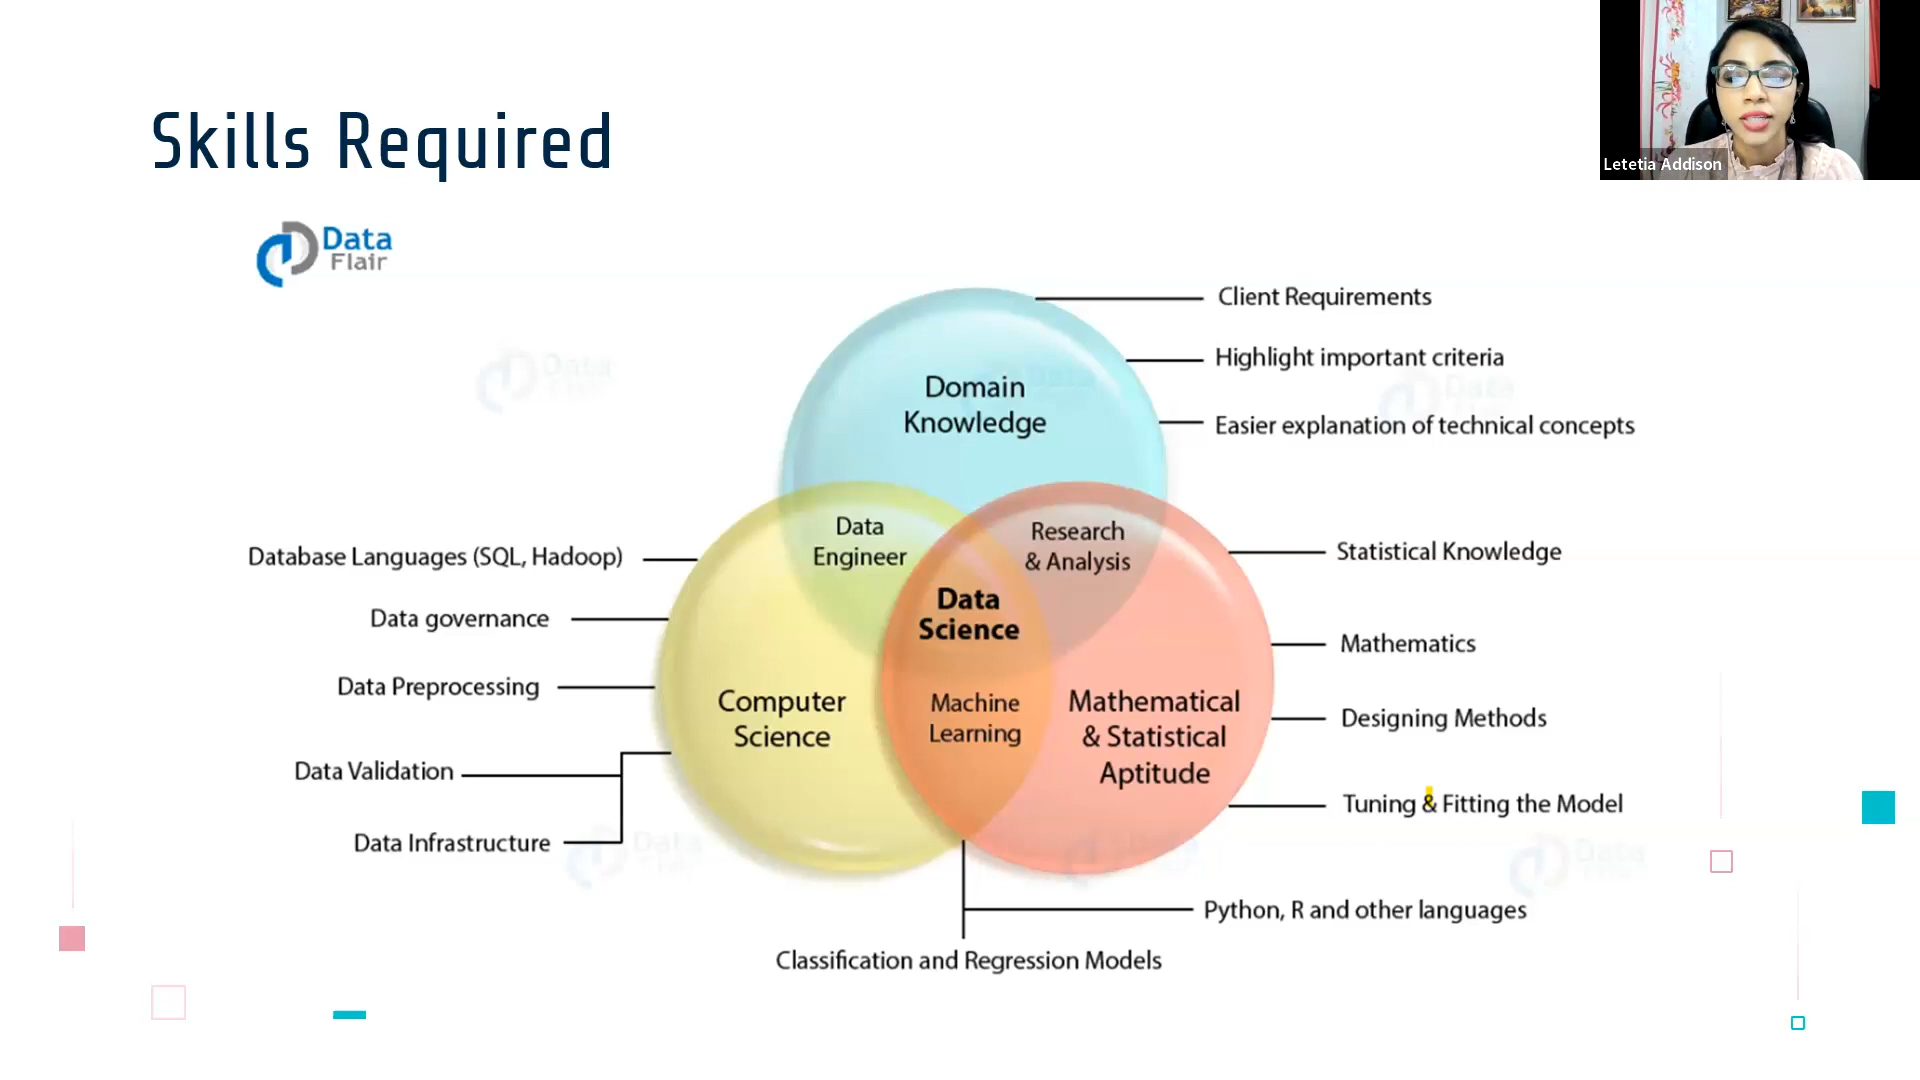 Skills Required
Letetia Addison
Data
Flair
Client Requirements
Highlight important criteria
Easier explanation of technical concepts
Domain
Knowledge
Data
Engineer
Research
& Analysis
Data
Science
Machine
Learning
Computer
Science
Mathematical
& Statistical
Aptitude
Database Languages (SQL, Hadoop)
Data governance
Data Preprocessing
Data Validation
Data Infrastructure
Statistical Knowledge
Mathematics
Designing Methods
Tuning & Fitting the Model
Python, R and other languages
Classification and Regression Models